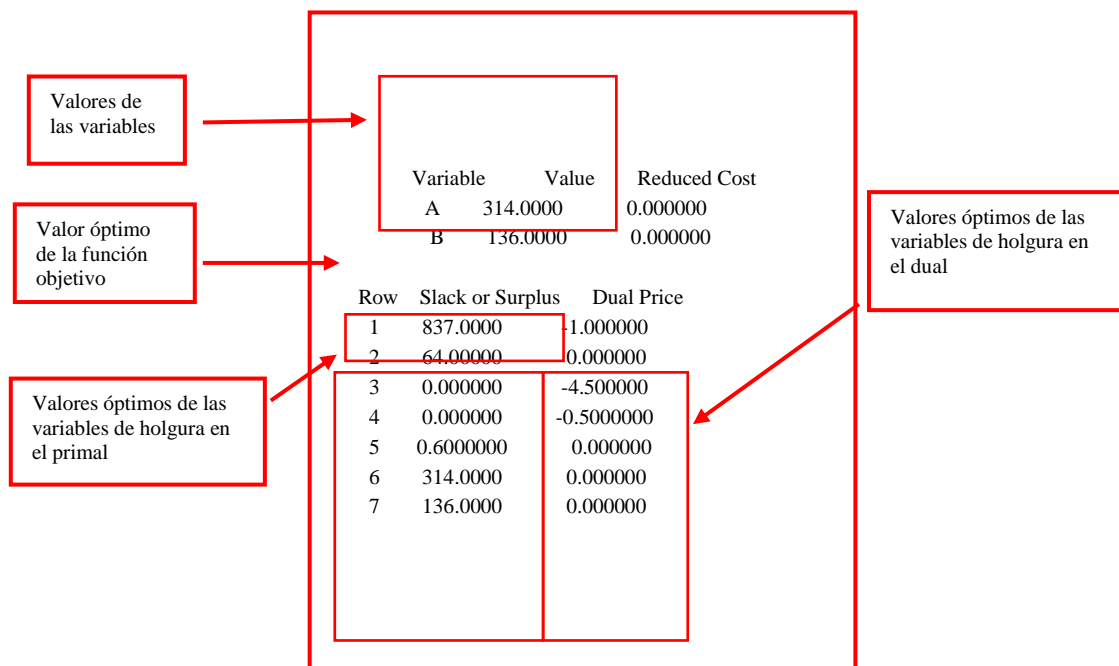 Valores de
las variables
Variable Value Reduced Cost
A 314.0000 0.000000
B 136.0000 0.000000
Valor óptimo
de la función
objetivo
Valores óptimos de las
variables de holgura en
el dual
Row Slack or Surplus Dual Price
1 837.0000 -1.000000
2 64.00000 0.000000
3 0.000000 -4.500000
4 0.000000 -0.5000000
5 0.6000000 0.000000
6 314.0000 0.000000
7 136.0000 0.000000
Valores óptimos de las
variables de holgura en
el primal